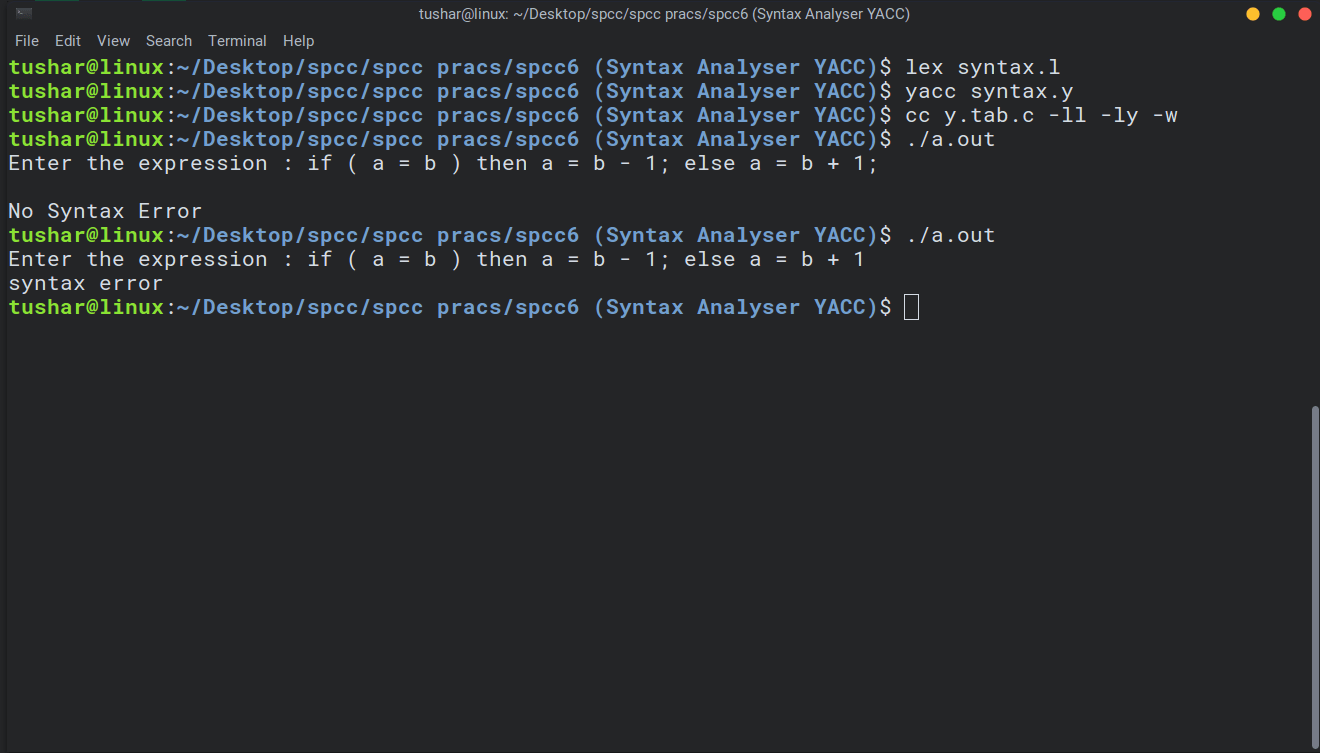 tushar@linux: ~/Desktop/spcc/spcc pracs/spcc6 (Syntax Analyser YACC)
File Edit View Search Terminal Help
tushar@linux:~/Desktop/spcc/spcc pracs/spcc6 (Syntax Analyser YACC)$ lex syntax.l
tushar@linux:~/Desktop/spcc/spcc pracs/spcc6 (Syntax Analyser YACC)$ yacc syntax.y
tushar@linux:~/Desktop/spcc/spcc pracs/spcc6 (Syntax Analyser YACC)$ cc y.tab.c -ll -ly -w
tushar@linux:~/Desktop/spcc/spcc pracs/spcc6 (Syntax Analyser YACC)$ ./a.out
Enter the expression : if ( a = b ) then a = b - 1; else a = b + 1;
No Syntax Error
tushar@linux:~/Desktop/spcc/spcc pracs/spcc6 (Syntax Analyser YACC)$ ./a.out
Enter the expression : if ( a = b ) then a = b - 1; else a = b + 1
syntax error
tushar@linux:~/Desktop/spcc/spcc pracs/spcc6 (Syntax Analyser YACC)$